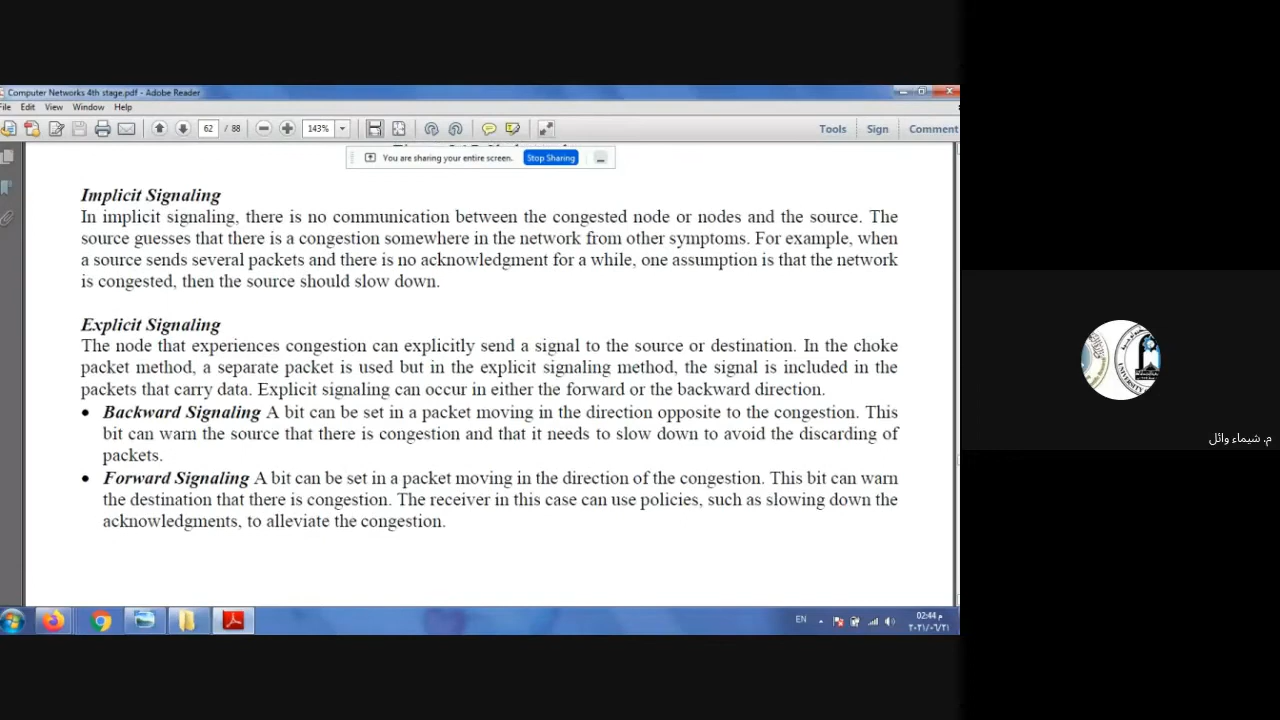 Computer Networks 4th stage.pdf - Adobe Reader
File Edit View Window Help
62 / 88 143% Tools Sign Comment
You are sharing your entire screen. Stop Sharing
Implicit Signaling
In implicit signaling, there is no communication between the congested node or nodes and the source. The
source guesses that there is a congestion somewhere in the network from other symptoms. For example, when
a source sends several packets and there is no acknowledgment for a while, one assumption is that the network
is congested, then the source should slow down.
Explicit Signaling
The node that experiences congestion can explicitly send a signal to the source or destination. In the choke
packet method, a separate packet is used but in the explicit signaling method, the signal is included in the
packets that carry data. Explicit signaling can occur in either the forward or the backward direction.
• Backward Signaling A bit can be set in a packet moving in the direction opposite to the congestion. This
bit can warn the source that there is congestion and that it needs to slow down to avoid the discarding of
packets.
• Forward Signaling A bit can be set in a packet moving in the direction of the congestion. This bit can warn
the destination that there is congestion. The receiver in this case can use policies, such as slowing down the
acknowledgments, to alleviate the congestion.
م. شيماء وائل
EN
02:44 م
٢٠٢١/٠٦/٢١